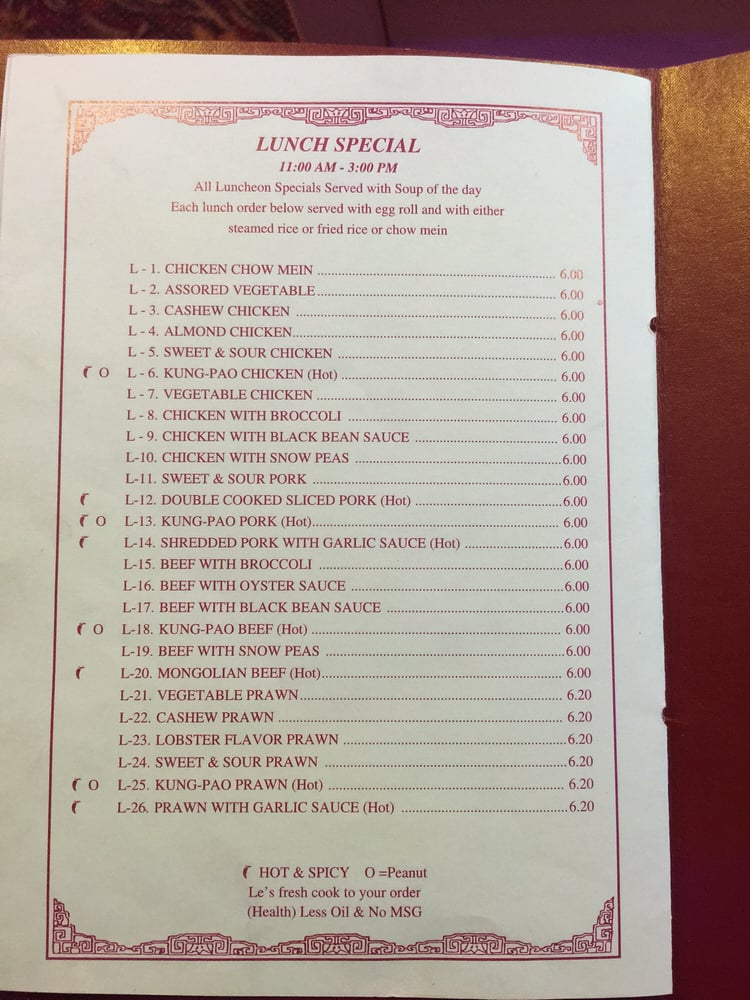 LUNCH SPECIAL
11:00 AM - 3:00 PM
All Luncheon Specials Served with Soup of the day
Each lunch order below served with egg roll and with either
steamed rice or fried rice or chow mein
L - 1. CHICKEN CHOW MEIN 6.00
L - 2. ASSORED VEGETABLE 6.00
L - 3. CASHEW CHICKEN 6.00
L - 4. ALMOND CHICKEN 6.00
L - 5. SWEET & SOUR CHICKEN 6.00
O L - 6. KUNG-PAO CHICKEN (Hot) 6.00
L - 7. VEGETABLE CHICKEN 6.00
L - 8. CHICKEN WITH BROCCOLI 6.00
L - 9. CHICKEN WITH BLACK BEAN SAUCE 6.00
L-10. CHICKEN WITH SNOW PEAS 6.00
L-11. SWEET & SOUR PORK 6.00
L-12. DOUBLE COOKED SLICED PORK (Hot) 6.00
O L-13. KUNG-PAO PORK (Hot) 6.00
L-14. SHREDDED PORK WITH GARLIC SAUCE (Hot) 6.00
L-15. BEEF WITH BROCCOLI 6.00
L-16. BEEF WITH OYSTER SAUCE 6.00
L-17. BEEF WITH BLACK BEAN SAUCE 6.00
O L-18. KUNG-PAO BEEF (Hot) 6.00
L-19. BEEF WITH SNOW PEAS 6.00
L-20. MONGOLIAN BEEF (Hot) 6.00
L-21. VEGETABLE PRAWN 6.20
L-22. CASHEW PRAWN 6.20
L-23. LOBSTER FLAVOR PRAWN 6.20
L-24. SWEET & SOUR PRAWN 6.20
O L-25. KUNG-PAO PRAWN (Hot) 6.20
L-26. PRAWN WITH GARLIC SAUCE (Hot) 6.20
HOT & SPICY O =Peanut
Le's fresh cook to your order
(Health) Less Oil & No MSG